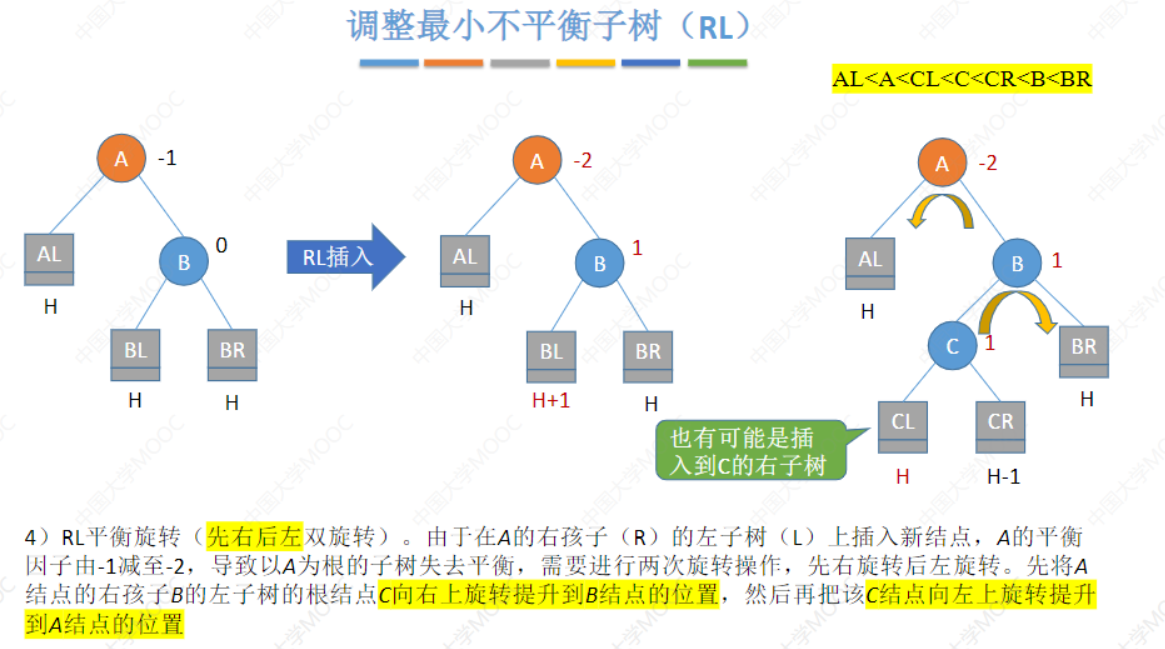 调整最小不平衡子树（RL）
AL<A<CL<C<CR<B<BR
A -1
AL
H
B 0
BL
H
BR
H
RL插入
A -2
AL
H
B 1
BL
H+1
BR
H
A -2
AL
H
B 1
C 1
BR
H
CL
H
CR
H-1
也有可能是插
入到C的右子树
4）RL平衡旋转（先右后左双旋转）。由于在A的右孩子（R）的左子树（L）上插入新结点，A的平衡
因子由-1减至-2，导致以A为根的子树失去平衡，需要进行两次旋转操作，先右旋转后左旋转。先将A
结点的右孩子B的左子树的根结点C向右上旋转提升到B结点的位置，然后再把该C结点向左上旋转提升
到A结点的位置
中国大学MOOC